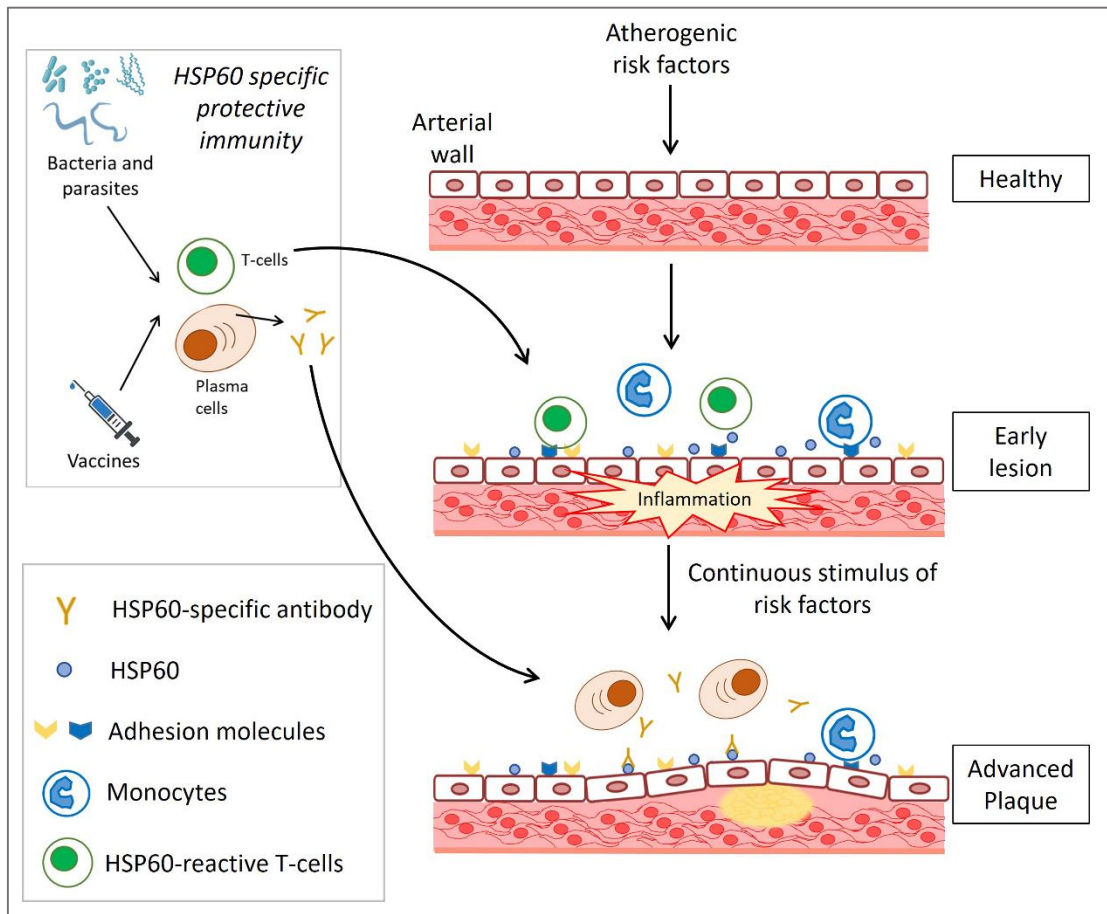 HSP60 specific
protective
immunity
Bacteria and
parasites
T-cells
Plasma
cells
Vaccines
Atherogenic
risk factors
Arterial
wall
Healthy
Early
lesion
Inflammation
Continuous stimulus of
risk factors
Advanced
Plaque
HSP60-specific antibody
HSP60
Adhesion molecules
Monocytes
HSP60-reactive T-cells